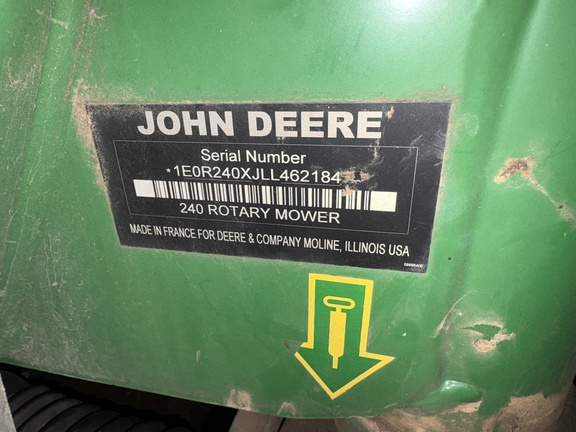 JOHN DEERE
Serial Number
*1E0R240XJLL462184*
240 ROTARY MOWER
MADE IN FRANCE FOR DEERE & COMPANY MOLINE, ILLINOIS USA